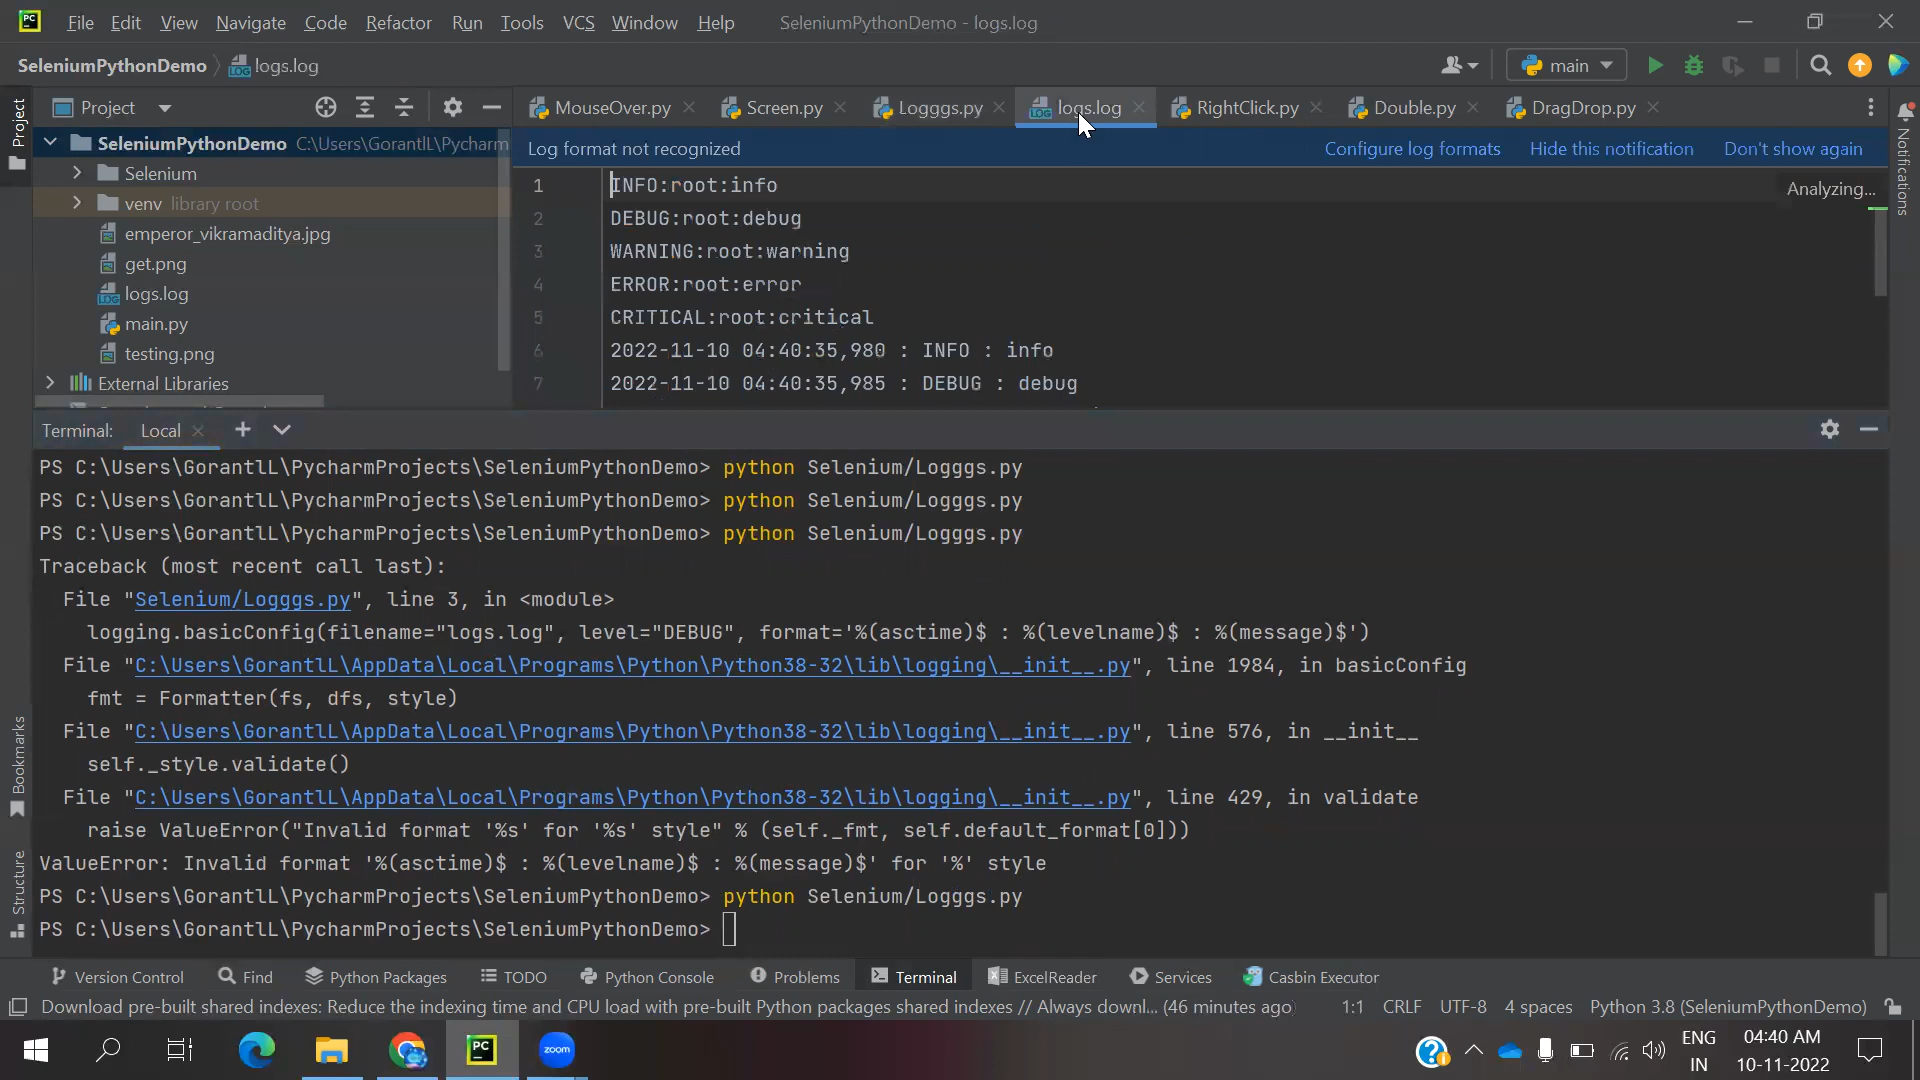 PC File Edit View Navigate Code Refactor Run Tools VCS Window Help SeleniumPythonDemo - logs.log
SeleniumPythonDemo logs.log main
Project
Project
MouseOver.py Screen.py Logggs.py logs.log RightClick.py Double.py DragDrop.py
SeleniumPythonDemo C:\Users\GorantlL\Pycharm
Selenium
venv library root
emperor_vikramaditya.jpg
get.png
logs.log
main.py
testing.png
External Libraries
Log format not recognized Configure log formats Hide this notification Don't show again
Analyzing...
Notifications
1 INFO:root:info
2 DEBUG:root:debug
3 WARNING:root:warning
4 ERROR:root:error
5 CRITICAL:root:critical
6 2022-11-10 04:40:35,980 : INFO : info
7 2022-11-10 04:40:35,985 : DEBUG : debug
Terminal: Local
PS C:\Users\GorantlL\PycharmProjects\SeleniumPythonDemo> python Selenium/Logggs.py
PS C:\Users\GorantlL\PycharmProjects\SeleniumPythonDemo> python Selenium/Logggs.py
PS C:\Users\GorantlL\PycharmProjects\SeleniumPythonDemo> python Selenium/Logggs.py
Traceback (most recent call last):
File "Selenium/Logggs.py", line 3, in <module>
logging.basicConfig(filename="logs.log", level="DEBUG", format='%(asctime)$ : %(levelname)$ : %(message)$')
File "C:\Users\GorantlL\AppData\Local\Programs\Python\Python38-32\lib\logging\__init__.py", line 1984, in basicConfig
fmt = Formatter(fs, dfs, style)
File "C:\Users\GorantlL\AppData\Local\Programs\Python\Python38-32\lib\logging\__init__.py", line 576, in __init__
self._style.validate()
File "C:\Users\GorantlL\AppData\Local\Programs\Python\Python38-32\lib\logging\__init__.py", line 429, in validate
raise ValueError("Invalid format '%s' for '%s' style" % (self._fmt, self.default_format[0]))
ValueError: Invalid format '%(asctime)$ : %(levelname)$ : %(message)$' for '%' style
PS C:\Users\GorantlL\PycharmProjects\SeleniumPythonDemo> python Selenium/Logggs.py
PS C:\Users\GorantlL\PycharmProjects\SeleniumPythonDemo>
Bookmarks
Structure
Version Control Find Python Packages TODO Python Console Problems Terminal ExcelReader Services Casbin Executor
Download pre-built shared indexes: Reduce the indexing time and CPU load with pre-built Python packages shared indexes // Always downl... (46 minutes ago) 1:1 CRLF UTF-8 4 spaces Python 3.8 (SeleniumPythonDemo)
PC zoom
ENG
IN
04:40 AM
10-11-2022